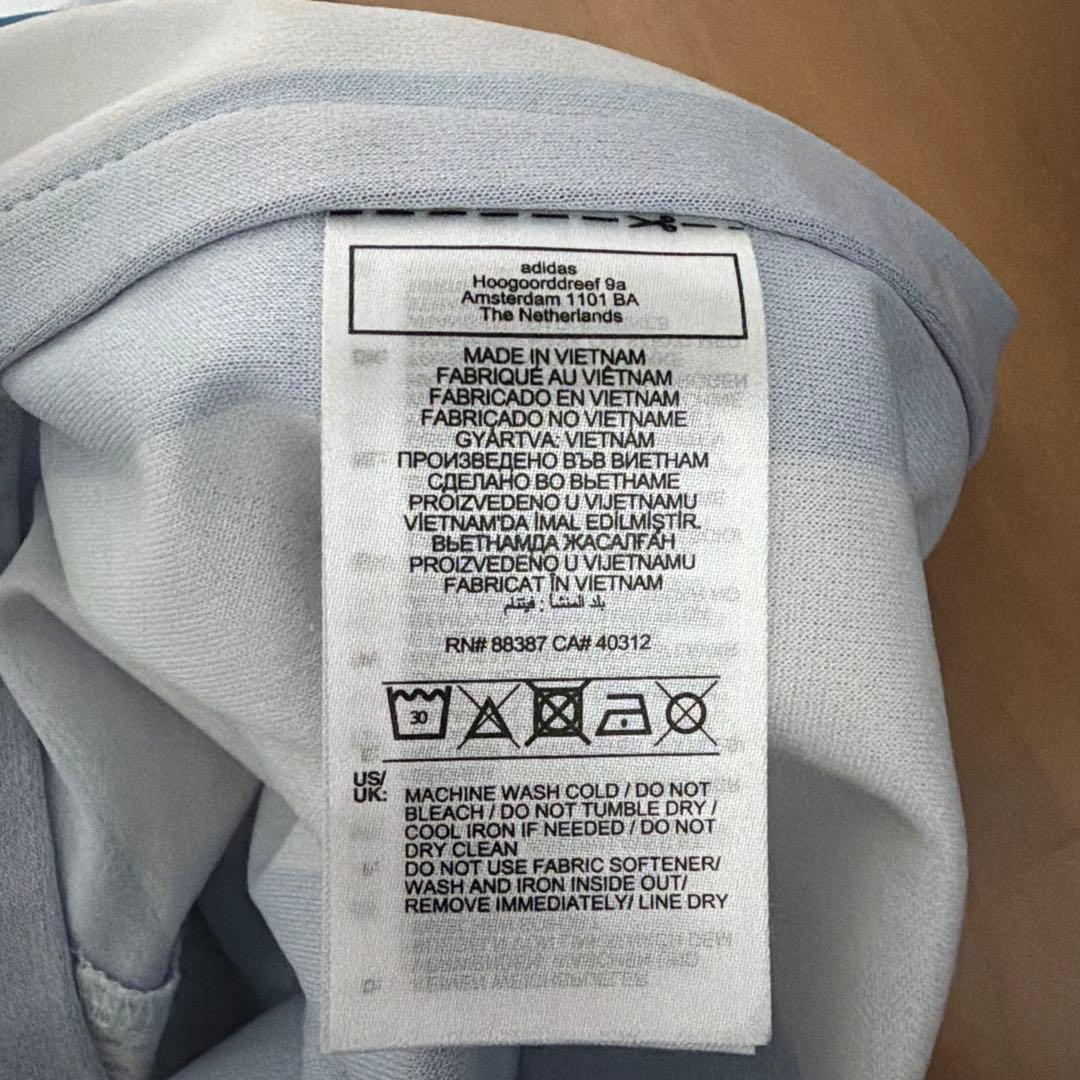 adidas
Hoogoorddreef 9a
Amsterdam 1101 BA
The Netherlands
MADE IN VIETNAM
FABRIQUÉ AU VIÊTNAM
FABRICADO EN VIETNAM
FABRICADO NO VIETNAME
GYÁRTVA: VIETNÁM
ПРОИЗВЕДЕНО ВЪВ ВИЕТНАМ
СДЕЛАНО ВО ВЬЕТНАМЕ
PROIZVEDENO U VIJETNAMU
VİETNAM'DA İMAL EDİLMİŞTİR.
ВЬЕТНАМДА ЖАСАЛҒАН
PROIZVEDENO U VIJETNAMU
FABRICAT ÎN VIETNAM
بلد المنشأ : فيتنام
RN# 88387 CA# 40312
30
US/
UK: MACHINE WASH COLD / DO NOT
BLEACH / DO NOT TUMBLE DRY /
COOL IRON IF NEEDED / DO NOT
DRY CLEAN
DO NOT USE FABRIC SOFTENER/
WASH AND IRON INSIDE OUT/
REMOVE IMMEDIATELY/ LINE DRY